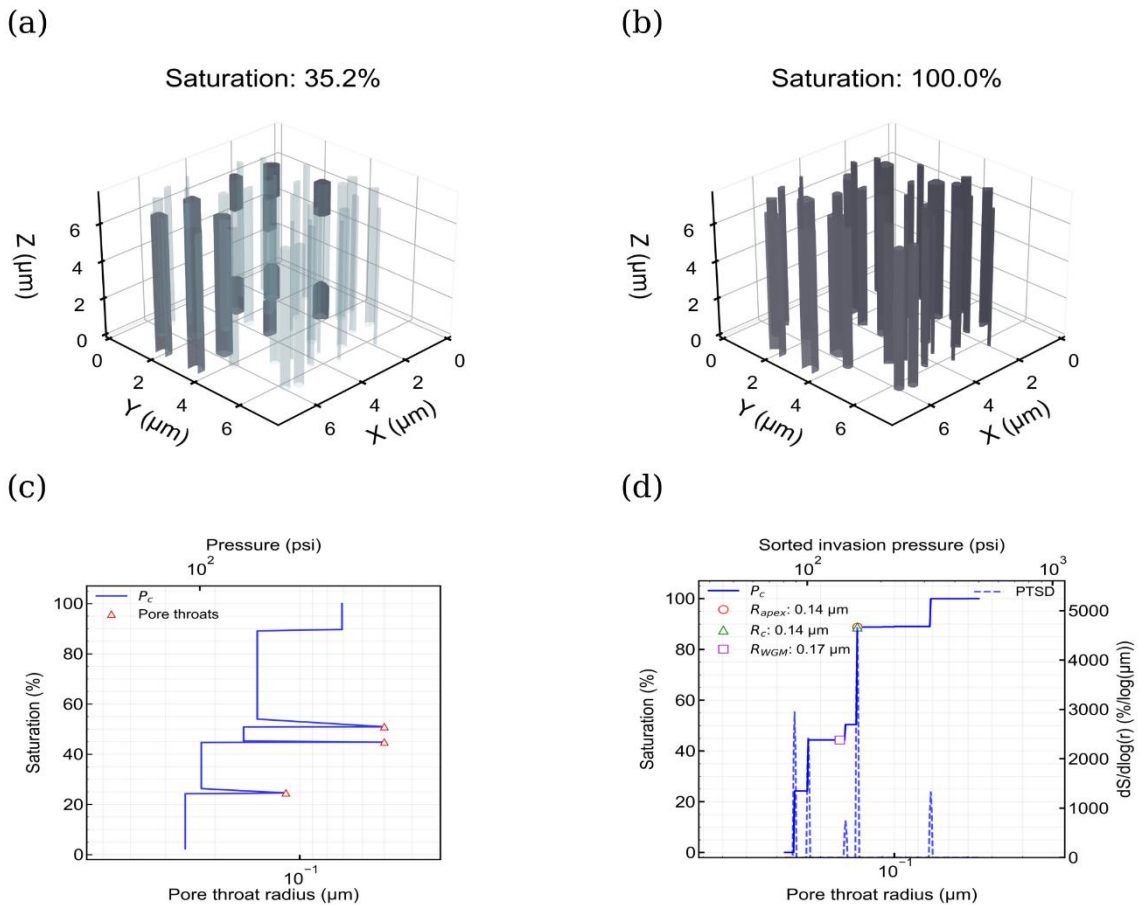 (a)
(b)
Saturation: 35.2%
Saturation: 100.0%
Z (µm)
6
4
2
0
0
2
4
6
Y (µm)
6
4
2
0
X (µm)
Z (µm)
6
4
2
0
0
2
4
6
Y (µm)
6
4
2
0
X (µm)
(c)
(d)
Pressure (psi)
10²
P_c
Pore throats
Saturation (%)
100
80
60
40
20
0
10⁻¹
Pore throat radius (µm)
Sorted invasion pressure (psi)
10²
10³
P_c
R_apex: 0.14 µm
R_c: 0.14 µm
R_WGM: 0.17 µm
PTSD
Saturation (%)
100
80
60
40
20
0
5000
4000
3000
2000
1000
0
dS/dlog(r) (%/log(µm))
10⁻¹
Pore throat radius (µm)